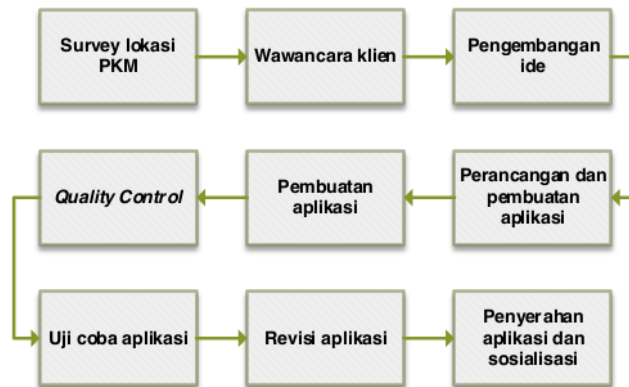 Survey lokasi
PKM
Wawancara klien
Pengembangan
ide
Perancangan dan
pembuatan
aplikasi
Pembuatan
aplikasi
Quality Control
Uji coba aplikasi
Revisi aplikasi
Penyerahan
aplikasi dan
sosialisasi